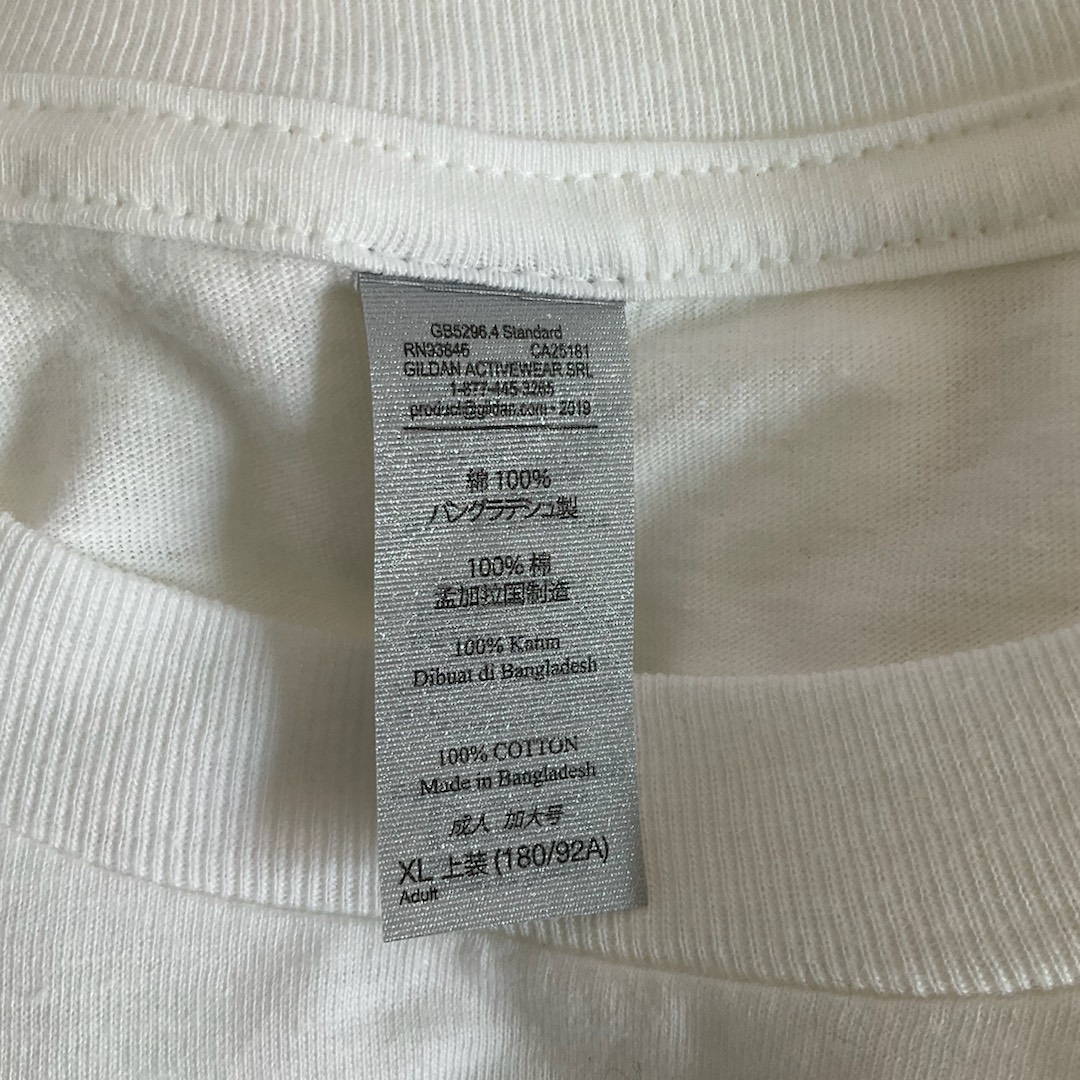 GB5296.4 Standard
RN93846 CA25181
GILDAN ACTIVEWEAR SRL
1-877-445-3265
product@gildan.com • 2019
綿 100%
バングラデシュ製
100% 棉
孟加拉国制造
100% Katun
Dibuat di Bangladesh
100% COTTON
Made in Bangladesh
成人 加大号
XL 上装 (180/92A)
Adult